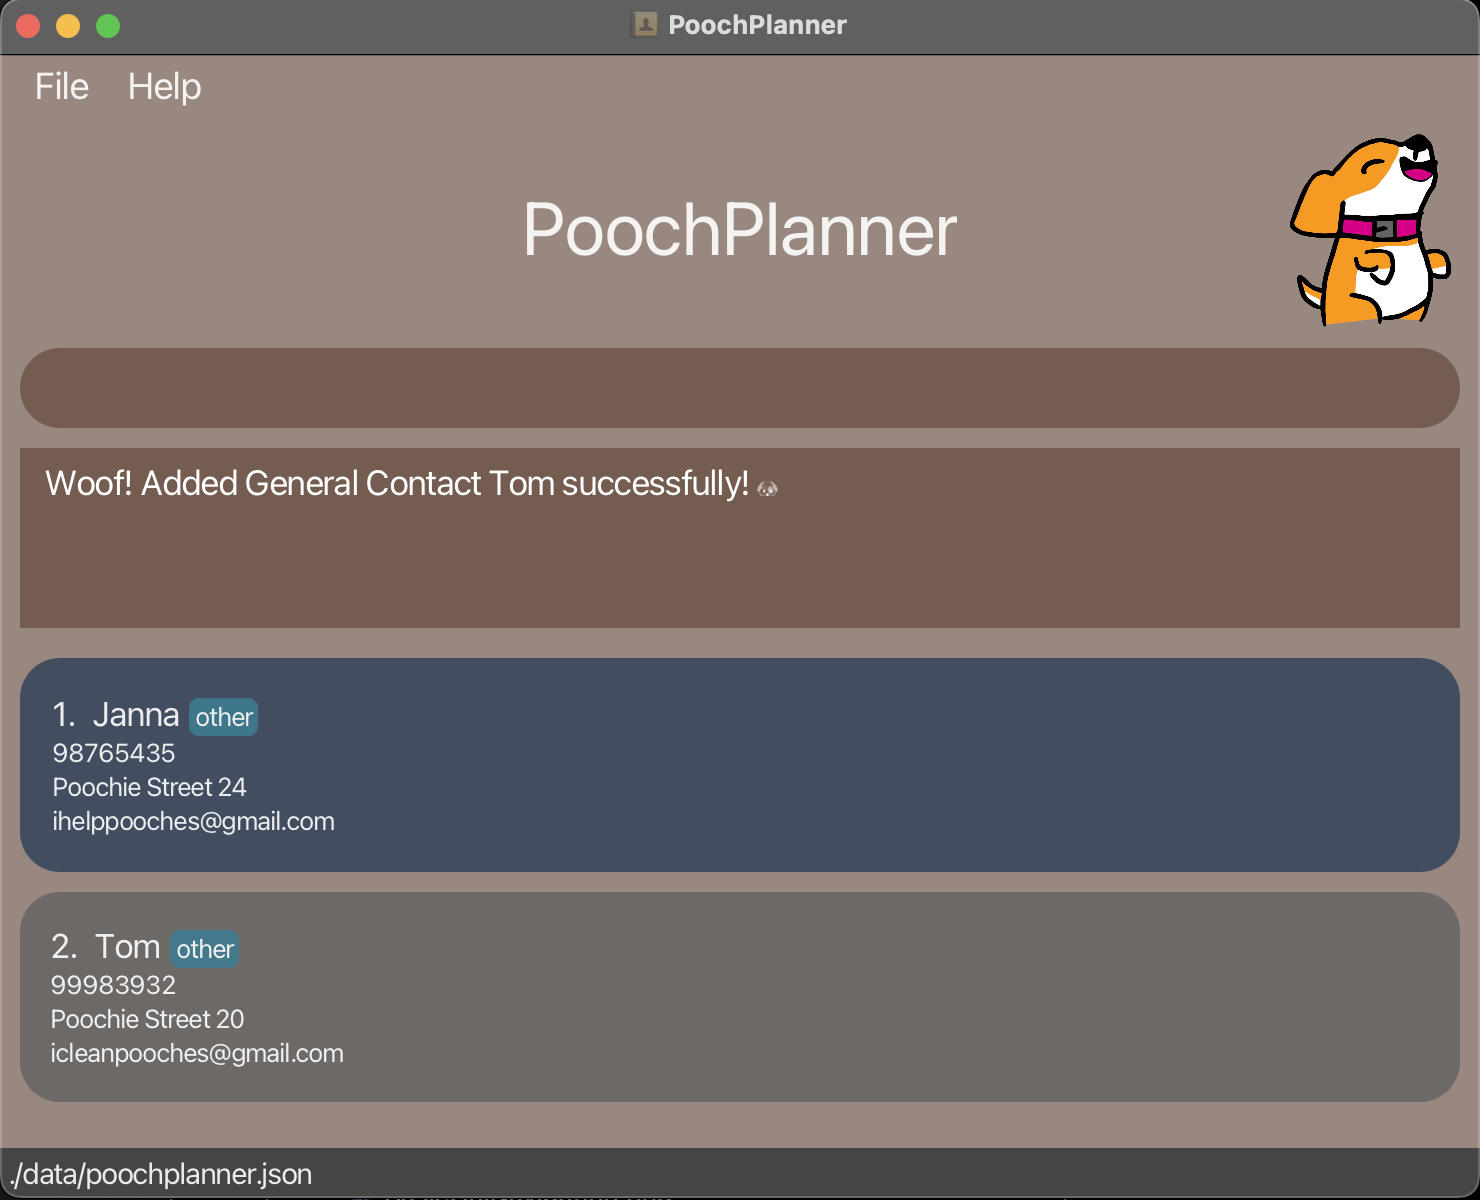 PoochPlanner
File Help
PoochPlanner
Woof! Added General Contact Tom successfully! 🐶
1. Janna other
98765435
Poochie Street 24
ihelppooches@gmail.com
2. Tom other
99983932
Poochie Street 20
icleanpooches@gmail.com
./data/poochplanner.json